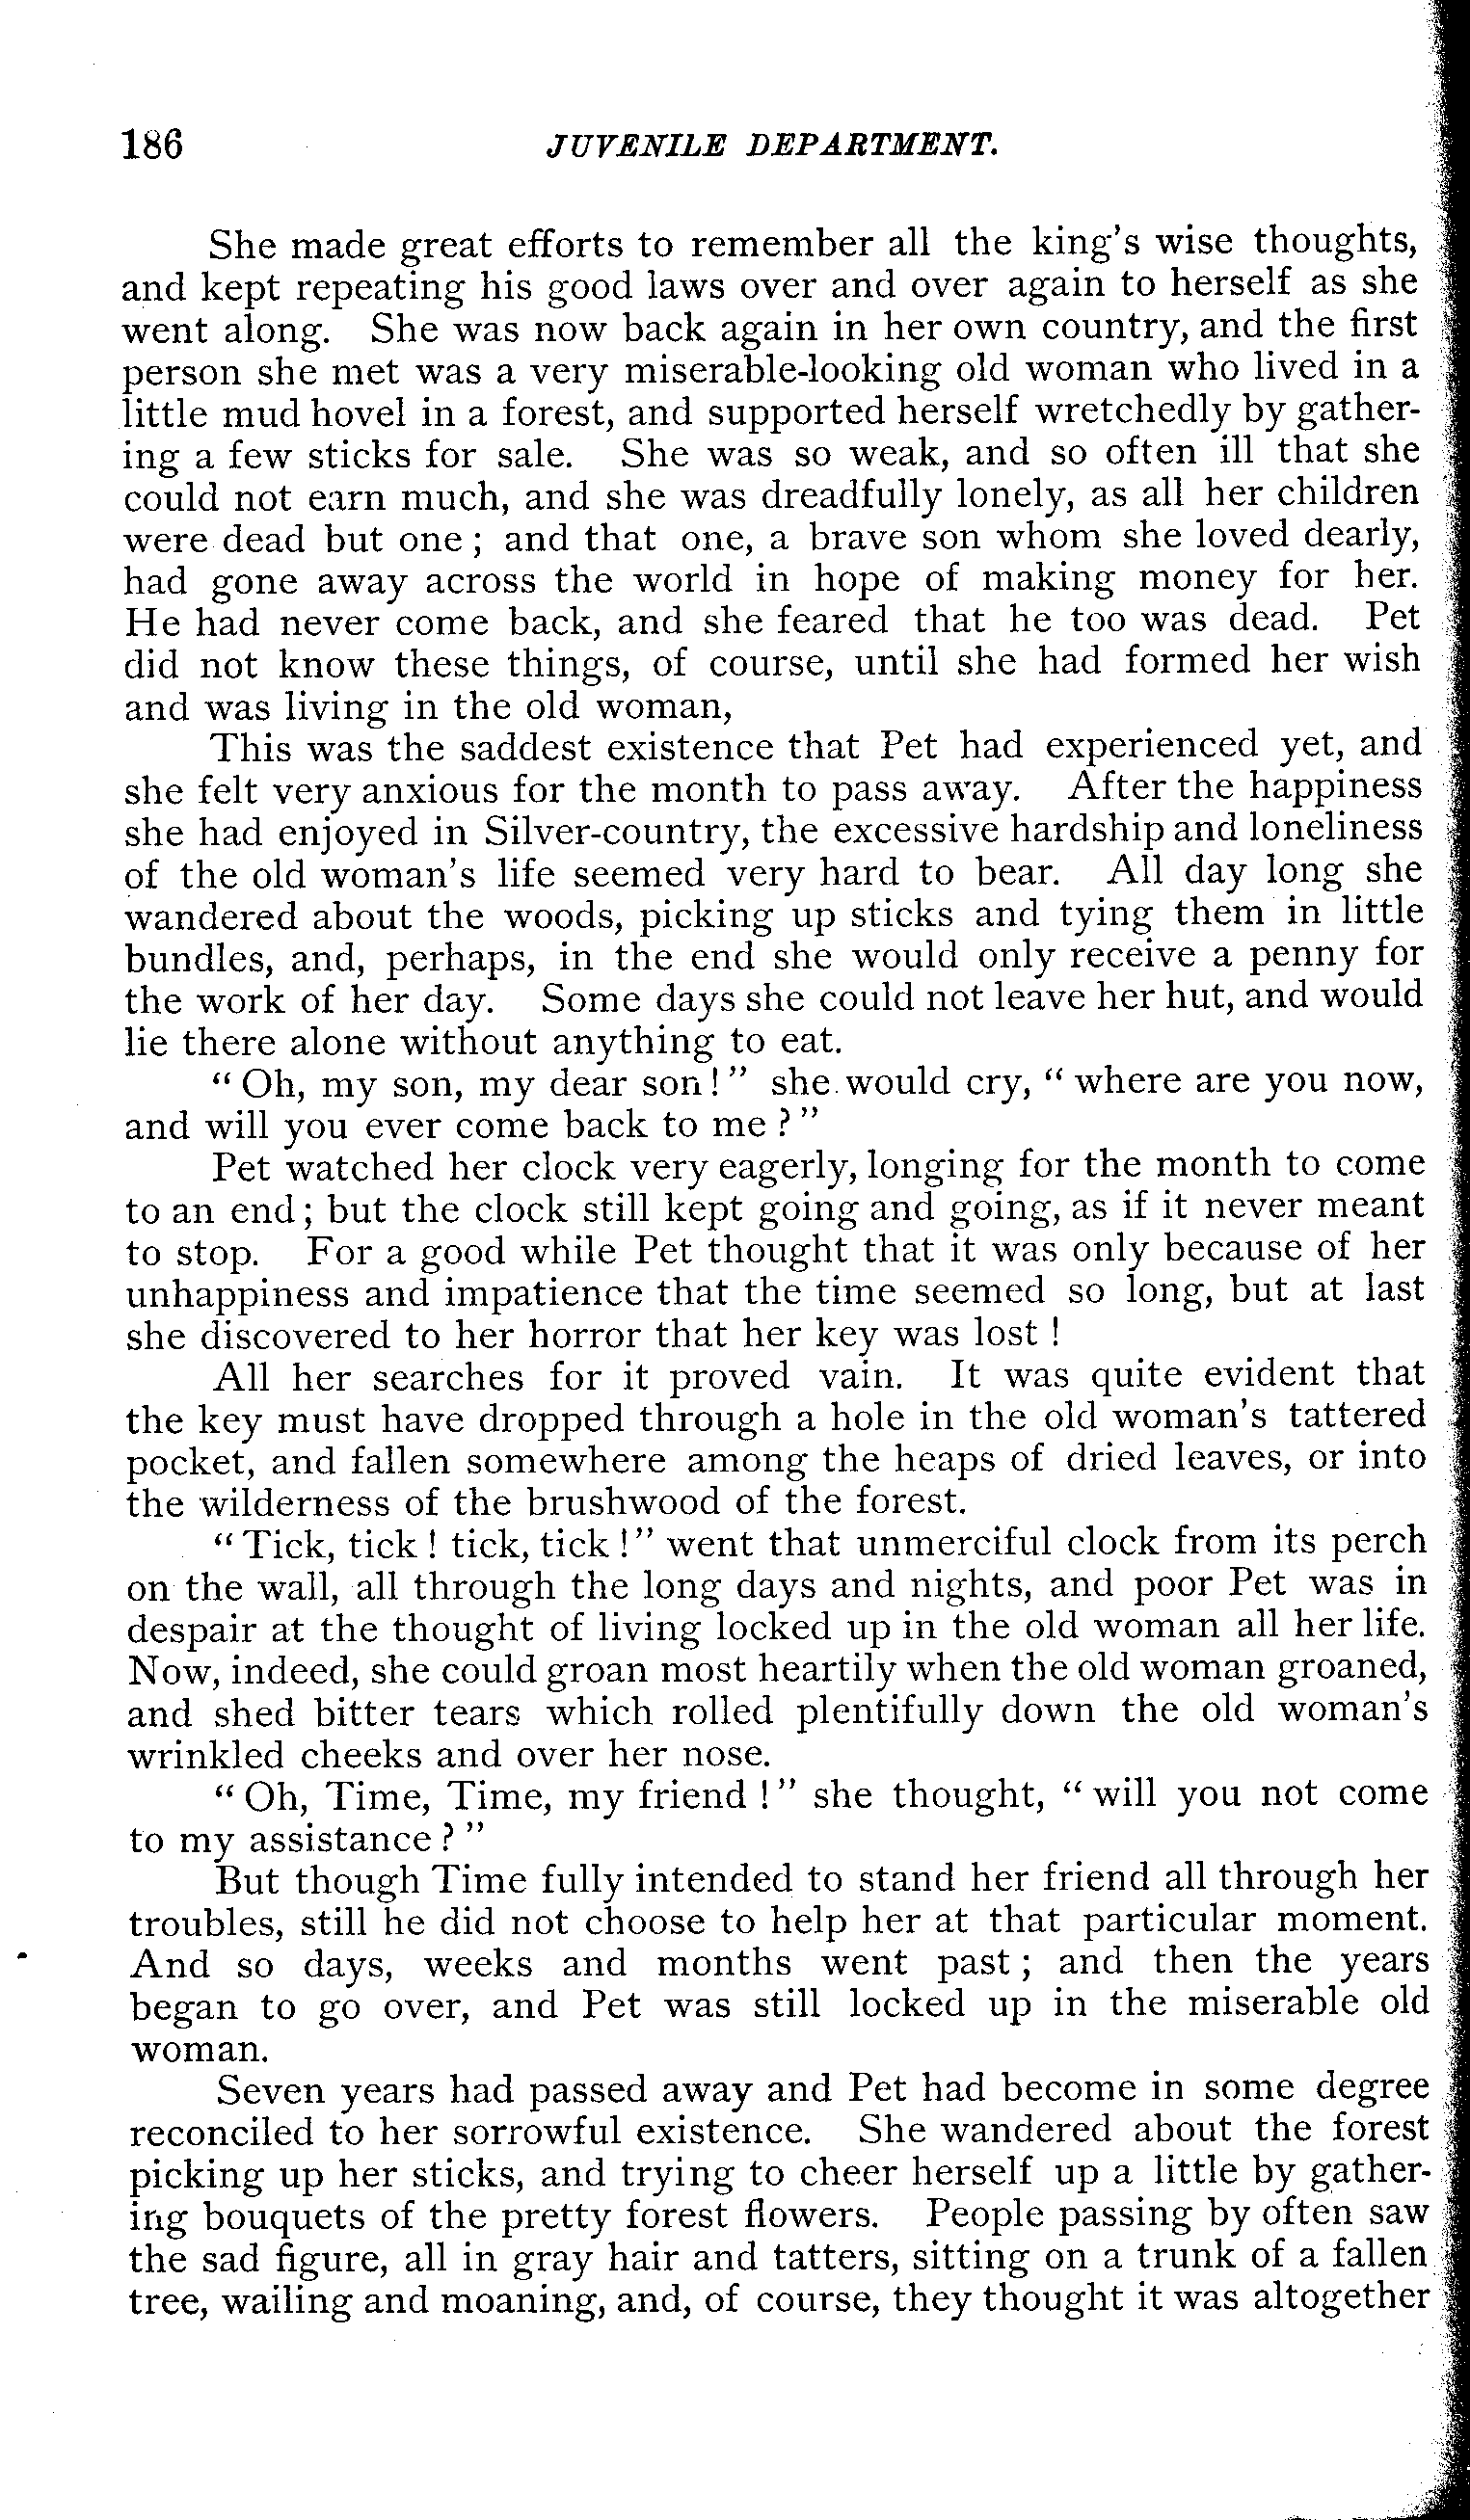 186 JUVENILE DEPARTMENT.
She made great efforts to remember all the king's wise thoughts,
and kept repeating his good laws over and over again to herself as she
went along. She was now back again in her own country, and the first
person she met was a very miserable-looking old woman who lived in a
little mud hovel in a forest, and supported herself wretchedly by gather-
ing a few sticks for sale. She was so weak, and so often ill that she
could not earn much, and she was dreadfully lonely, as all her children
were dead but one; and that one, a brave son whom she loved dearly,
had gone away across the world in hope of making money for her.
He had never come back, and she feared that he too was dead. Pet
did not know these things, of course, until she had formed her wish
and was living in the old woman,
This was the saddest existence that Pet had experienced yet, and
she felt very anxious for the month to pass away. After the happiness
she had enjoyed in Silver-country, the excessive hardship and loneliness
of the old woman's life seemed very hard to bear. All day long she
wandered about the woods, picking up sticks and tying them in little
bundles, and, perhaps, in the end she would only receive a penny for
the work of her day. Some days she could not leave her hut, and would
lie there alone without anything to eat.
"Oh, my son, my dear son!" she would cry, "where are you now,
and will you ever come back to me?"
Pet watched her clock very eagerly, longing for the month to come
to an end; but the clock still kept going and going, as if it never meant
to stop. For a good while Pet thought that it was only because of her
unhappiness and impatience that the time seemed so long, but at last
she discovered to her horror that her key was lost!
All her searches for it proved vain. It was quite evident that
the key must have dropped through a hole in the old woman's tattered
pocket, and fallen somewhere among the heaps of dried leaves, or into
the wilderness of the brushwood of the forest.
"Tick, tick! tick, tick!" went that unmerciful clock from its perch
on the wall, all through the long days and nights, and poor Pet was in
despair at the thought of living locked up in the old woman all her life.
Now, indeed, she could groan most heartily when the old woman groaned,
and shed bitter tears which rolled plentifully down the old woman's
wrinkled cheeks and over her nose.
"Oh, Time, Time, my friend!" she thought, "will you not come
to my assistance?"
But though Time fully intended to stand her friend all through her
troubles, still he did not choose to help her at that particular moment.
And so days, weeks and months went past; and then the years
began to go over, and Pet was still locked up in the miserable old
woman.
Seven years had passed away and Pet had become in some degree
reconciled to her sorrowful existence. She wandered about the forest
picking up her sticks, and trying to cheer herself up a little by gather-
ing bouquets of the pretty forest flowers. People passing by often saw
the sad figure, all in gray hair and tatters, sitting on a trunk of a fallen
tree, wailing and moaning, and, of course, they thought it was altogether